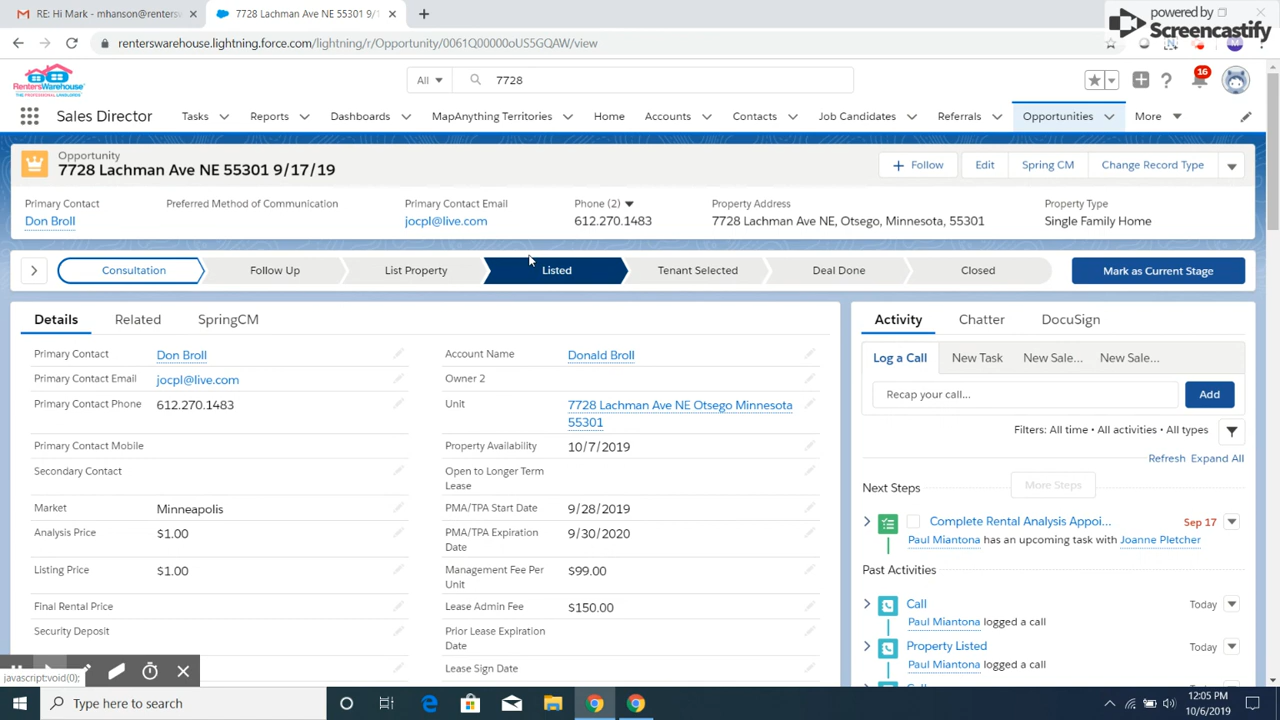 RE: Hi Mark - mhanson@renters
7728 Lachman Ave NE 55301 9/1
powered by
Screencastify
renterswarehouse.lightning.force.com/lightning/r/Opportunity/0061Q00000oUS5GQAW/view
RENTERSWAREHOUSE
THE PROFESSIONAL LANDLORDS
All
7728
16
Sales Director
Tasks
Reports
Dashboards
MapAnything Territories
Home
Accounts
Contacts
Job Candidates
Referrals
Opportunities
More
Opportunity
7728 Lachman Ave NE 55301 9/17/19
+ Follow
Edit
Spring CM
Change Record Type
Primary Contact
Preferred Method of Communication
Primary Contact Email
Phone (2)
Property Address
Property Type
Don Broll
jocpl@live.com
612.270.1483
7728 Lachman Ave NE, Otsego, Minnesota, 55301
Single Family Home
Consultation
Follow Up
List Property
Listed
Tenant Selected
Deal Done
Closed
Mark as Current Stage
Details
Related
SpringCM
Primary Contact
Don Broll
Primary Contact Email
jocpl@live.com
Primary Contact Phone
612.270.1483
Primary Contact Mobile
Secondary Contact
Market
Minneapolis
Analysis Price
$1.00
Listing Price
$1.00
Final Rental Price
Security Deposit
Account Name
Donald Broll
Owner 2
Unit
7728 Lachman Ave NE Otsego Minnesota
55301
Property Availability
10/7/2019
Open to Longer Term
Lease
PMA/TPA Start Date
9/28/2019
PMA/TPA Expiration
Date
9/30/2020
Management Fee Per
Unit
$99.00
Lease Admin Fee
$150.00
Prior Lease Expiration
Date
Lease Sign Date
Activity
Chatter
DocuSign
Log a Call
New Task
New Sale...
New Sale...
Recap your call...
Add
Filters: All time • All activities • All types
Refresh
Expand All
Next Steps
More Steps
Complete Rental Analysis Appoi...
Sep 17
Paul Miantona has an upcoming task with Joanne Pletcher
Past Activities
Call
Today
Paul Miantona logged a call
Property Listed
Today
Paul Miantona logged a call
javascript:void(0);
Type here to search
12:05 PM
10/6/2019